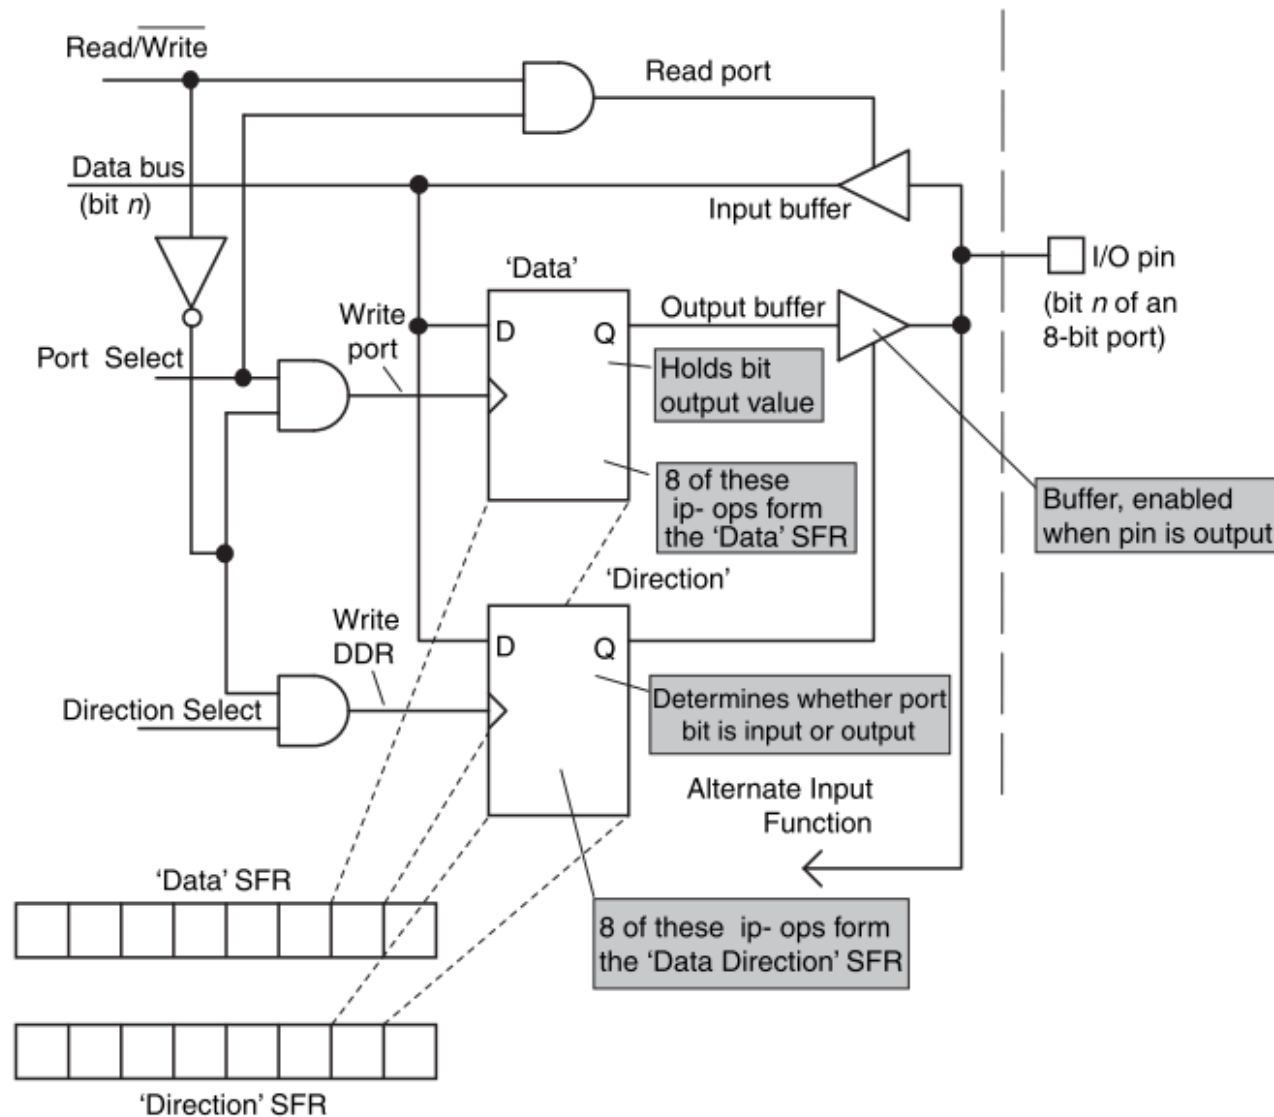 Read/Write
Read port
Data bus
(bit n)
Input buffer
I/O pin
(bit n of an
8-bit port)
'Data'
Write
port
D
Q
Output buffer
Port Select
Holds bit
output value
8 of these
ip- ops form
the 'Data' SFR
Buffer, enabled
when pin is output
'Direction'
Write
DDR
D
Q
Direction Select
Determines whether port
bit is input or output
Alternate Input
Function
'Data' SFR
8 of these ip- ops form
the 'Data Direction' SFR
'Direction' SFR